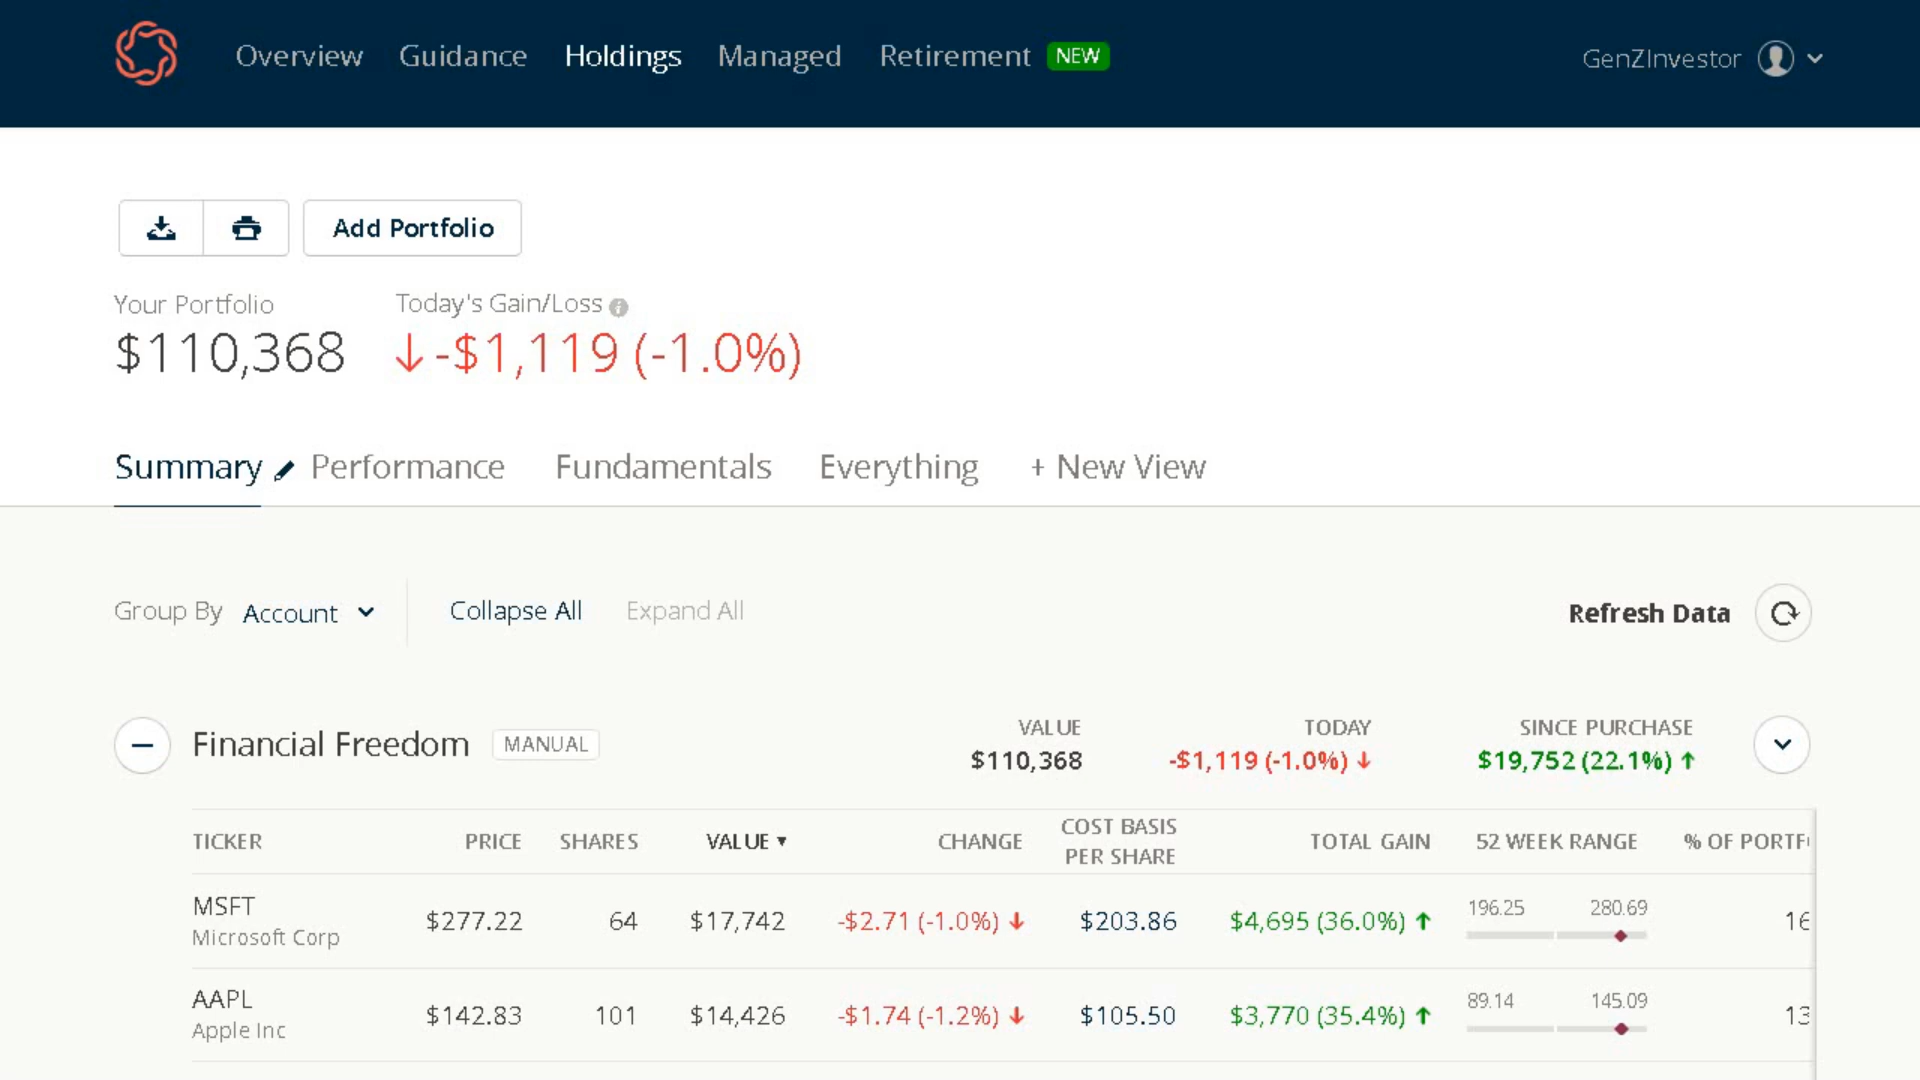 Overview Guidance Holdings Managed Retirement NEW GenZInvestor
Add Portfolio
Your Portfolio Today's Gain/Loss
$110,368 -$1,119 (-1.0%)
Summary Performance Fundamentals Everything + New View
Group By Account Collapse All Expand All Refresh Data
Financial Freedom MANUAL
VALUE TODAY SINCE PURCHASE
$110,368 -$1,119 (-1.0%) $19,752 (22.1%)
TICKER PRICE SHARES VALUE CHANGE COST BASIS PER SHARE TOTAL GAIN 52 WEEK RANGE % OF PORTF
MSFT $277.22 64 $17,742 -$2.71 (-1.0%) $203.86 $4,695 (36.0%) 196.25 280.69 16
Microsoft Corp
AAPL $142.83 101 $14,426 -$1.74 (-1.2%) $105.50 $3,770 (35.4%) 89.14 145.09 13
Apple Inc